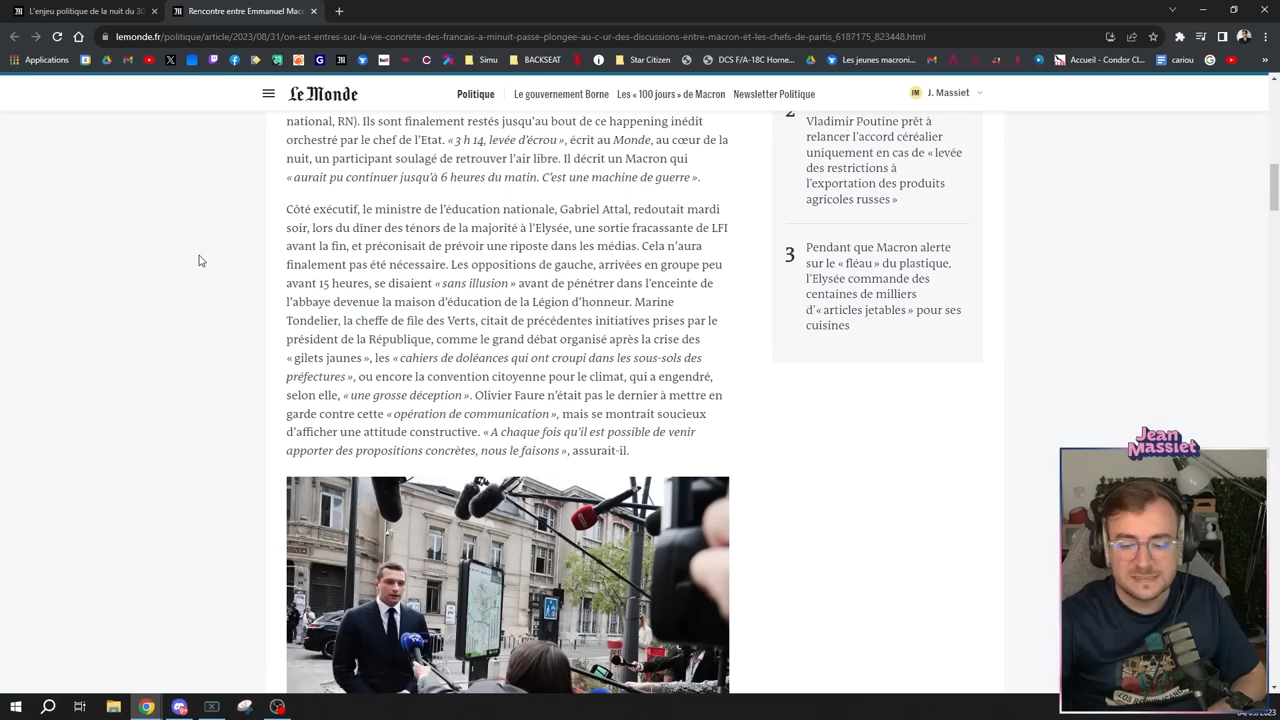 L'enjeu politique de la nuit du 30
Rencontre entre Emmanuel Mac
lemonde.fr/politique/article/2023/08/31/on-est-entres-sur-la-vie-concrete-des-francais-a-minuit-passe-plongee-au-c-ur-des-discussions-entre-macron-et-les-chefs-de-partis_6187175_823448.html
Applications
Simu
BACKSEAT
Star Citizen
DCS F/A-18C Horne...
Les jeunes macroni...
Accueil - Condor Cl...
cariou
Le Monde
Politique
Le gouvernement Borne
Les « 100 jours » de Macron
Newsletter Politique
JM
J. Massiet
national, RN). Ils sont finalement restés jusqu'au bout de ce happening inédit
orchestré par le chef de l'Etat. « 3 h 14, levée d'écrou », écrit au Monde, au cœur de la
nuit, un participant soulagé de retrouver l'air libre. Il décrit un Macron qui
« aurait pu continuer jusqu'à 6 heures du matin. C'est une machine de guerre ».
Côté exécutif, le ministre de l'éducation nationale, Gabriel Attal, redoutait mardi
soir, lors du dîner des ténors de la majorité à l'Elysée, une sortie fracassante de LFI
avant la fin, et préconisait de prévoir une riposte dans les médias. Cela n'aura
finalement pas été nécessaire. Les oppositions de gauche, arrivées en groupe peu
avant 15 heures, se disaient « sans illusion » avant de pénétrer dans l'enceinte de
l'abbaye devenue la maison d'éducation de la Légion d'honneur. Marine
Tondelier, la cheffe de file des Verts, citait de précédentes initiatives prises par le
président de la République, comme le grand débat organisé après la crise des
« gilets jaunes », les « cahiers de doléances qui ont croupi dans les sous-sols des
préfectures », ou encore la convention citoyenne pour le climat, qui a engendré,
selon elle, « une grosse déception ». Olivier Faure n'était pas le dernier à mettre en
garde contre cette « opération de communication », mais se montrait soucieux
d'afficher une attitude constructive. « A chaque fois qu'il est possible de venir
apporter des propositions concrètes, nous le faisons », assurait-il.
2
Vladimir Poutine prêt à
relancer l'accord céréalier
uniquement en cas de « levée
des restrictions à
l'exportation des produits
agricoles russes »
3
Pendant que Macron alerte
sur le « fléau » du plastique,
l'Elysée commande des
centaines de milliers
d'« articles jetables » pour ses
cuisines
Jean
Massiet